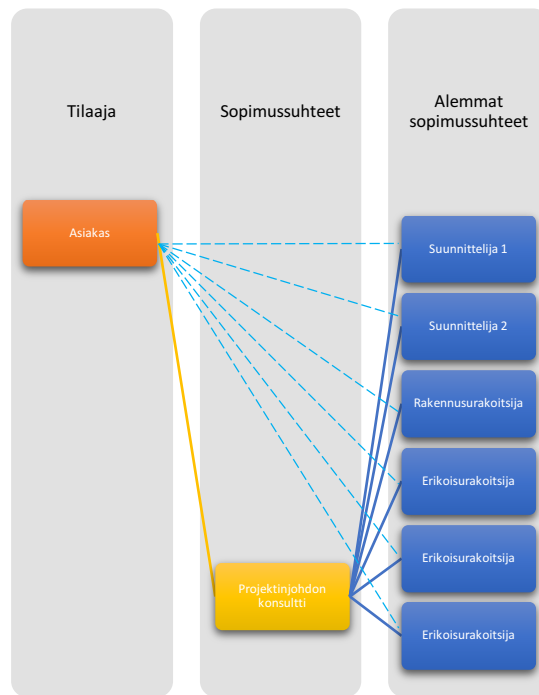 Tilaaja
Sopimussuhteet
Alemmat
sopimussuhteet
Asiakas
Suunnittelija 1
Suunnittelija 2
Rakennusurakoitsija
Erikoisurakoitsija
Erikoisurakoitsija
Projektinjohdon
konsultti
Erikoisurakoitsija